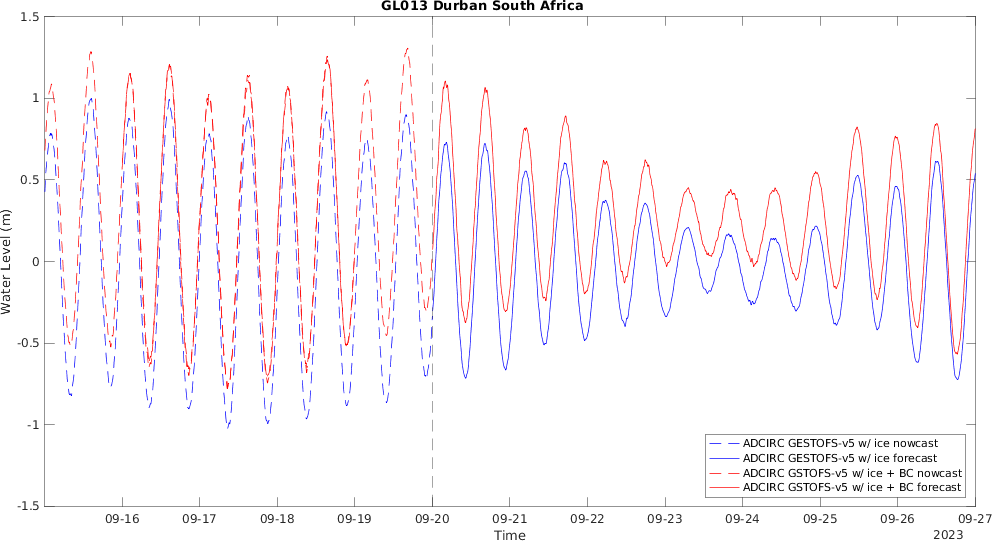 GL013 Durban South Africa
1.5
1
0.5
0
-0.5
-1
-1.5
Water Level (m)
09-16
09-17
09-18
09-19
09-20
09-21
09-22
09-23
09-24
09-25
09-26
09-27
Time
2023
ADCIRC GESTOFS-v5 w/ ice nowcast
ADCIRC GESTOFS-v5 w/ ice forecast
ADCIRC GSTOFS-v5 w/ ice + BC nowcast
ADCIRC GSTOFS-v5 w/ ice + BC forecast